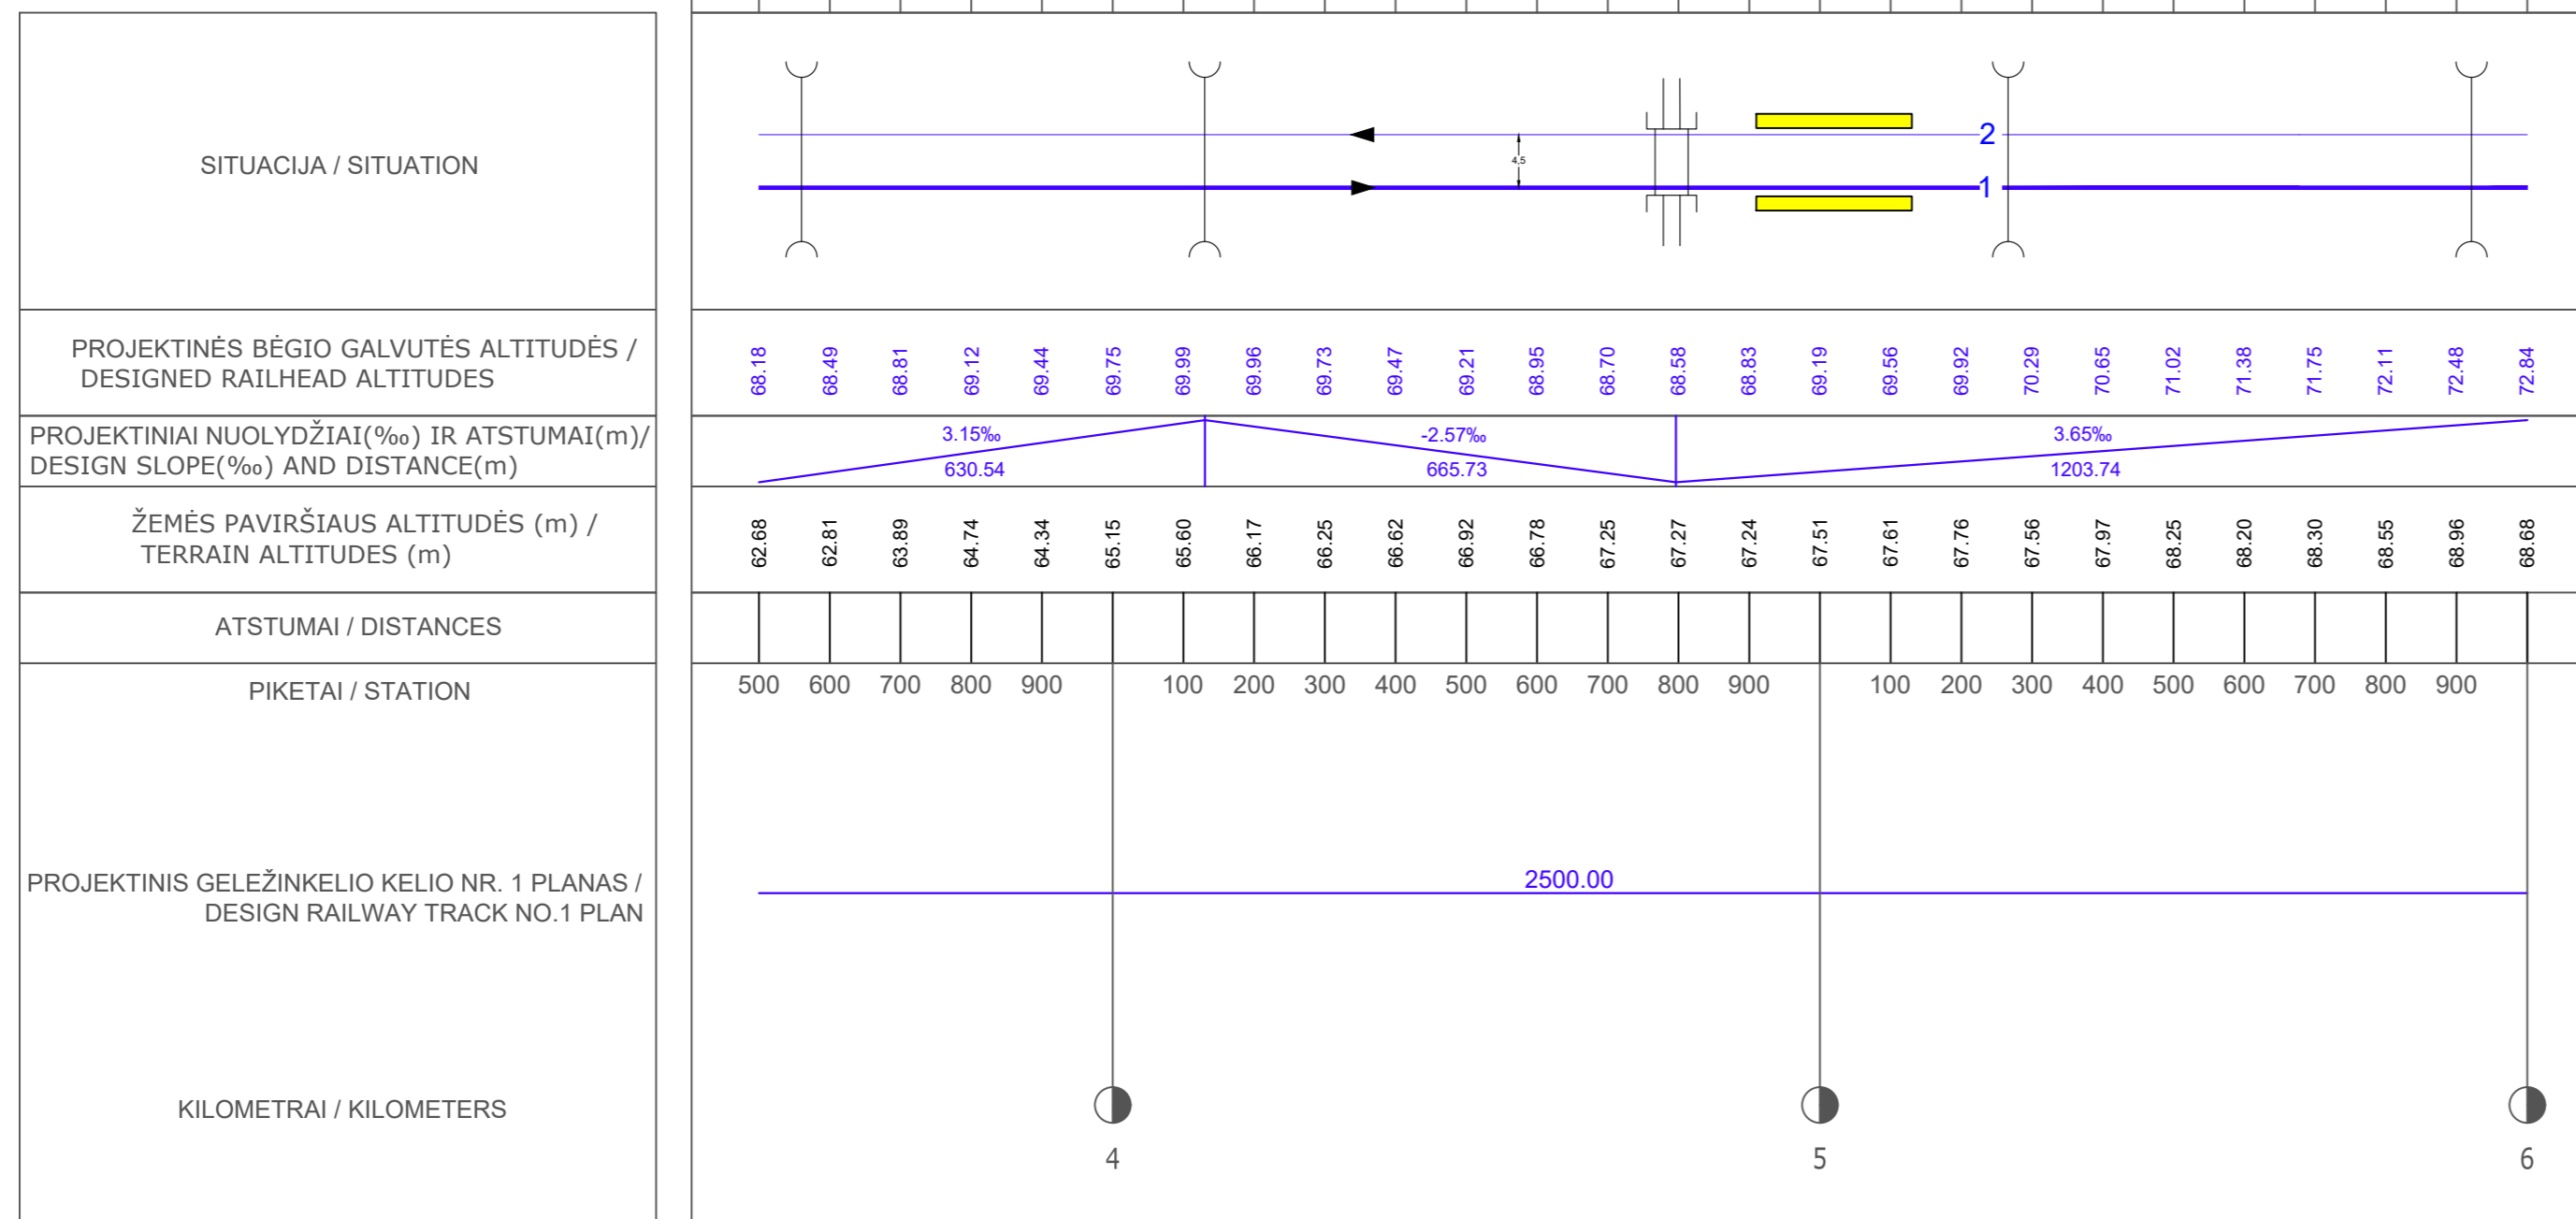 SITUACIJA / SITUATION
2
4,5
1
PROJEKTINĖS BĖGIO GALVUTĖS ALTITUDĖS /
DESIGNED RAILHEAD ALTITUDES
68.18 68.49 68.81 69.12 69.44 69.75 69.99 69.96 69.73 69.47 69.21 68.95 68.70 68.58 68.83 69.19 69.56 69.92 70.29 70.65 71.02 71.38 71.75 72.11 72.48 72.84
PROJEKTINIAI NUOLYDŽIAI(‰) IR ATSTUMAI(m)/
DESIGN SLOPE(‰) AND DISTANCE(m)
3.15‰ -2.57‰ 3.65‰
630.54 665.73 1203.74
ŽEMĖS PAVIRŠIAUS ALTITUDĖS (m) /
TERRAIN ALTITUDES (m)
62.68 62.81 63.89 64.74 64.34 65.15 65.60 66.17 66.25 66.62 66.92 66.78 67.25 67.27 67.24 67.51 67.61 67.76 67.56 67.97 68.25 68.20 68.30 68.55 68.96 68.68
ATSTUMAI / DISTANCES
PIKETAI / STATION
500 600 700 800 900 100 200 300 400 500 600 700 800 900 100 200 300 400 500 600 700 800 900
PROJEKTINIS GELEŽINKELIO KELIO NR. 1 PLANAS /
DESIGN RAILWAY TRACK NO.1 PLAN
2500.00
KILOMETRAI / KILOMETERS
4 5 6